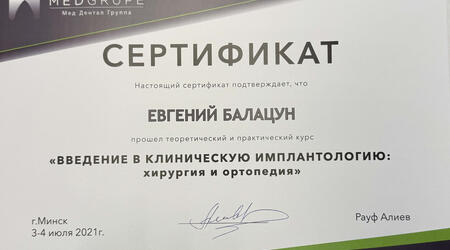 MEDGROUPE
Мед Дентал Группа
СЕРТИФИКАТ
Настоящий сертификат подтверждает, что
ЕВГЕНИЙ БАЛАЦУН
прошел теоретический и практический курс
«ВВЕДЕНИЕ В КЛИНИЧЕСКУЮ ИМПЛАНТОЛОГИЮ:
хирургия и ортопедия»
г.Минск
3-4 июля 2021г.
Рауф Алиев